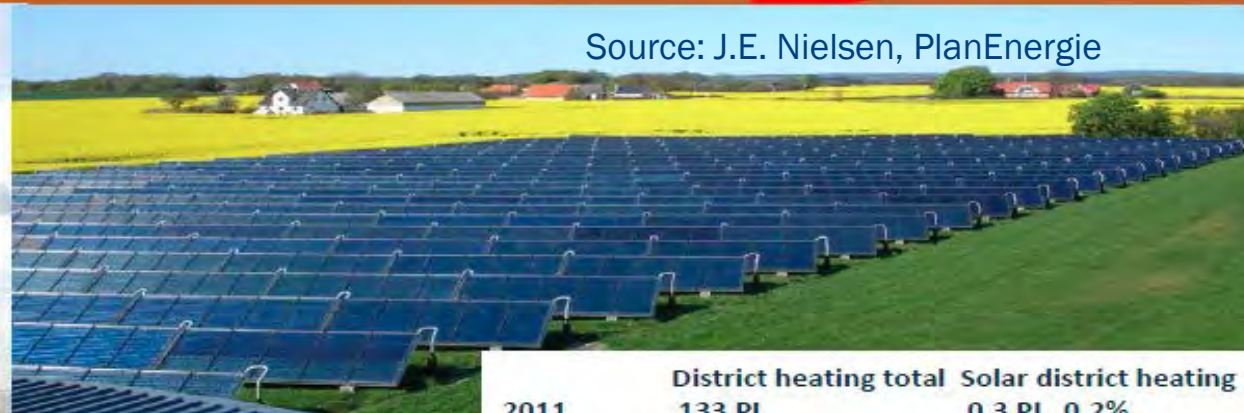 Source: J.E. Nielsen, PlanEnergie
District heating total Solar district heating
2011 133 PJ 0.3 PJ 0.2%